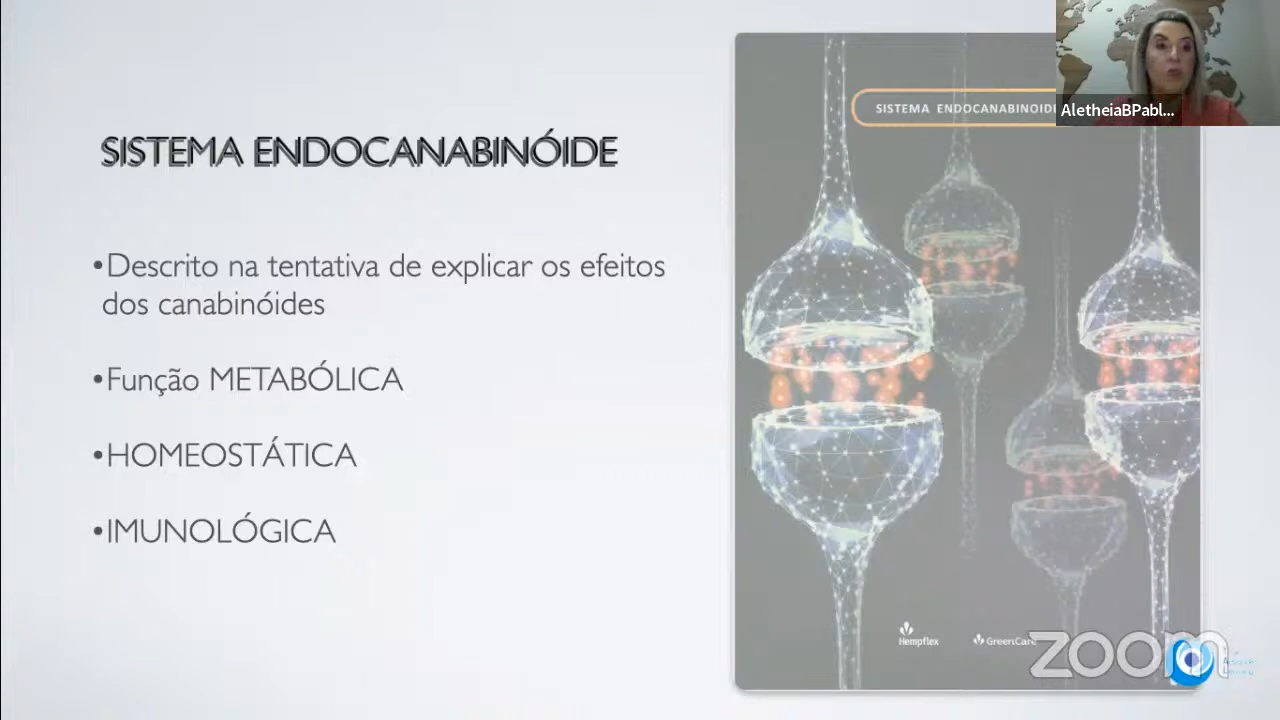 SISTEMA ENDOCANABINÓIDE
•Descrito na tentativa de explicar os efeitos
dos canabinóides
•Função METABÓLICA
•HOMEOSTÁTICA
•IMUNOLÓGICA
SISTEMA ENDOCANABINOIDE
AletheiaBPabl...
Hempflex
GreenCare
zoom